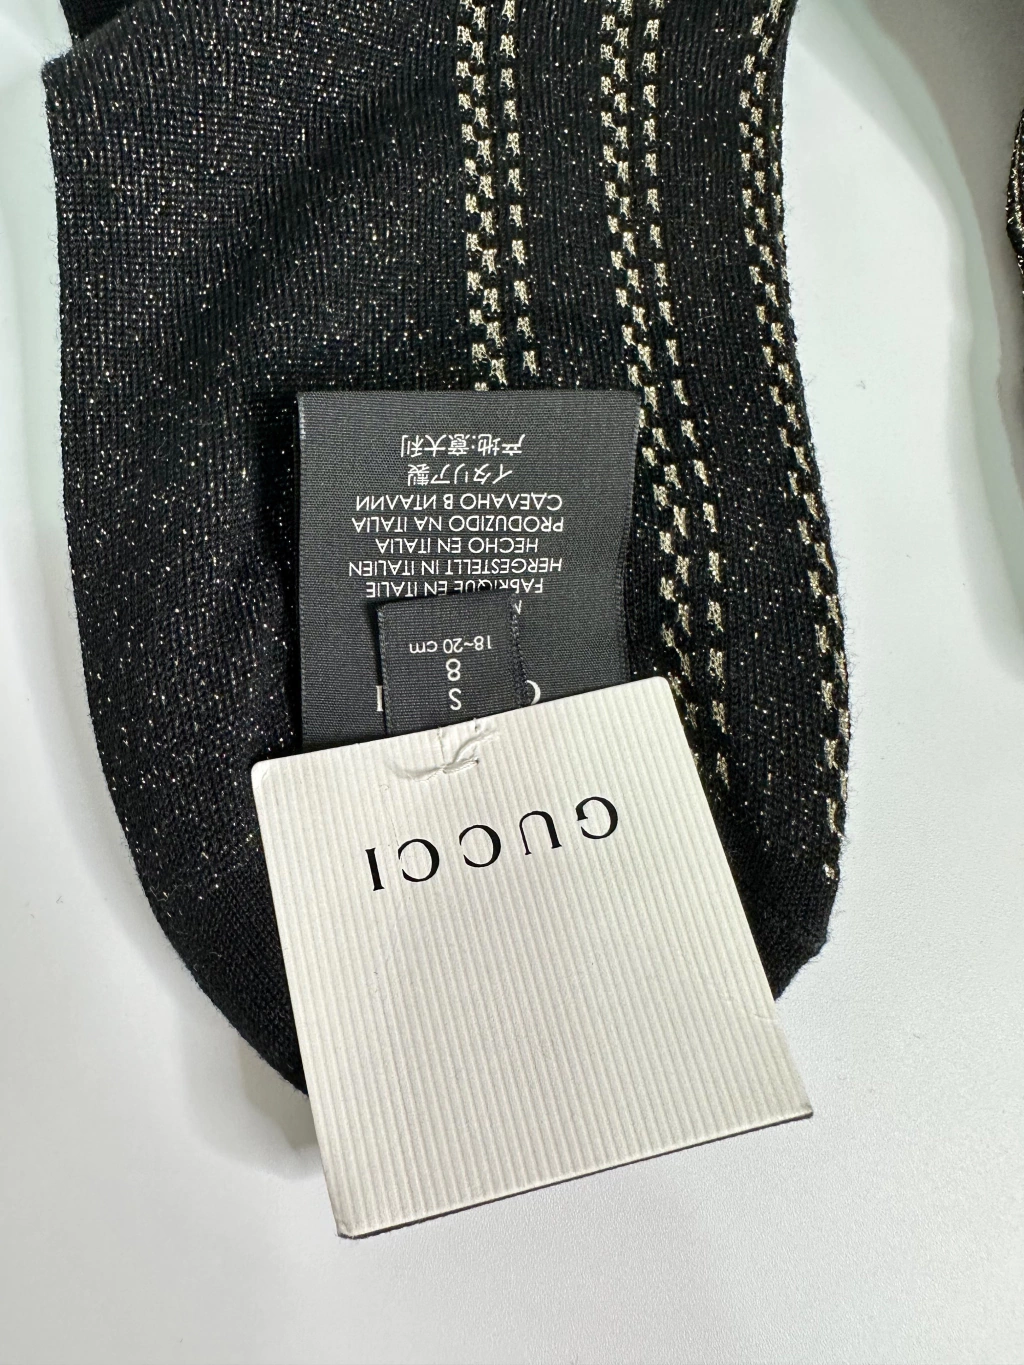 GUCCI
S
8
18~20 cm
FABRIQUE EN ITALIE
HERGESTELLT IN ITALIEN
HECHO EN ITALIA
PRODUZIDO NA ITALIA
СДЕЛАНО В ИТАЛИИ
イタリア製
产地:意大利